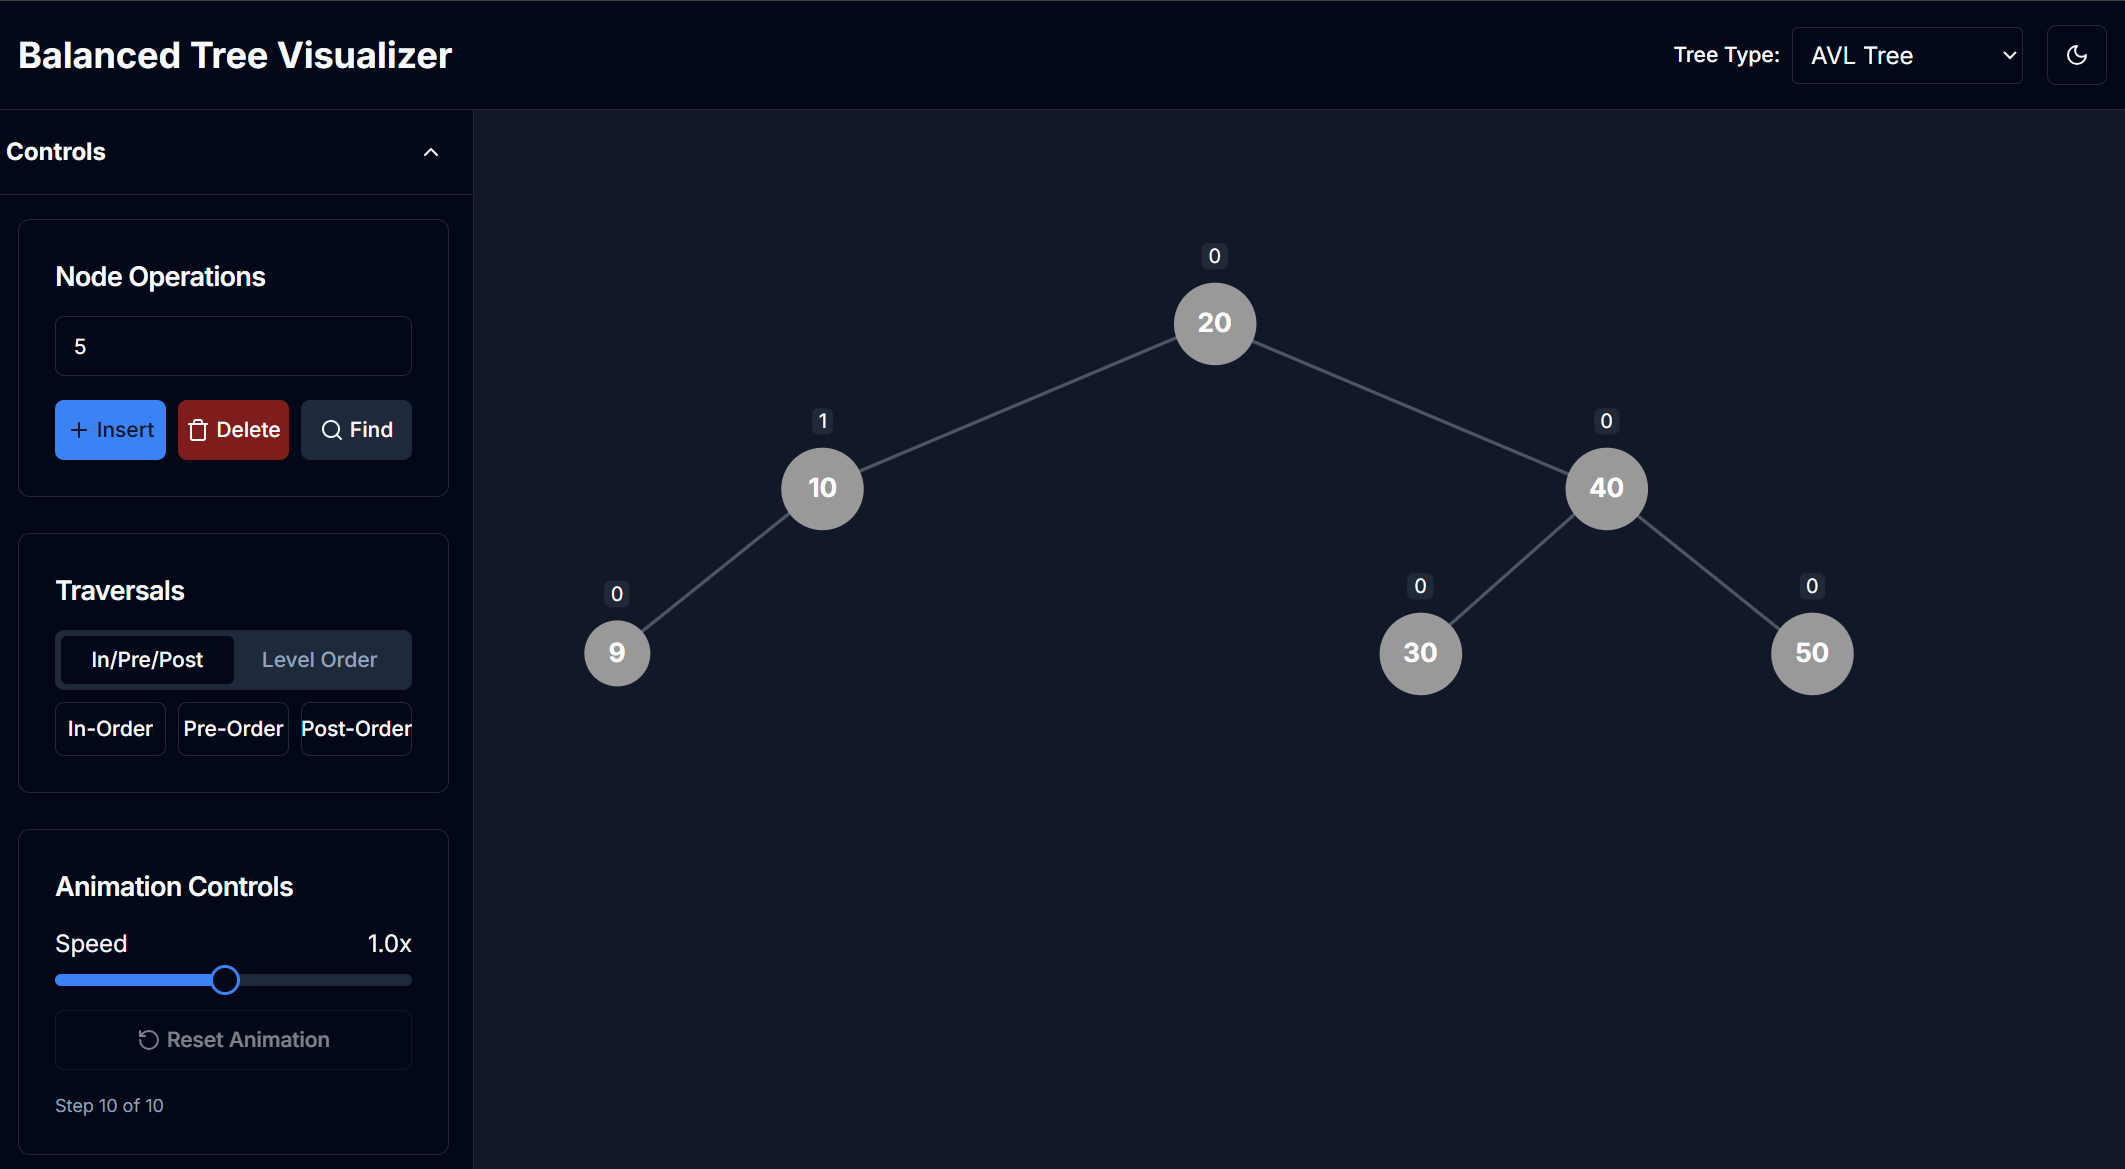 Balanced Tree Visualizer
Tree Type: AVL Tree
Controls
Node Operations
5
Insert Delete Find
Traversals
In/Pre/Post Level Order
In-Order Pre-Order Post-Order
Animation Controls
Speed 1.0x
Reset Animation
Step 10 of 10
0
20
1 0
10 40
0 0 0
9 30 50